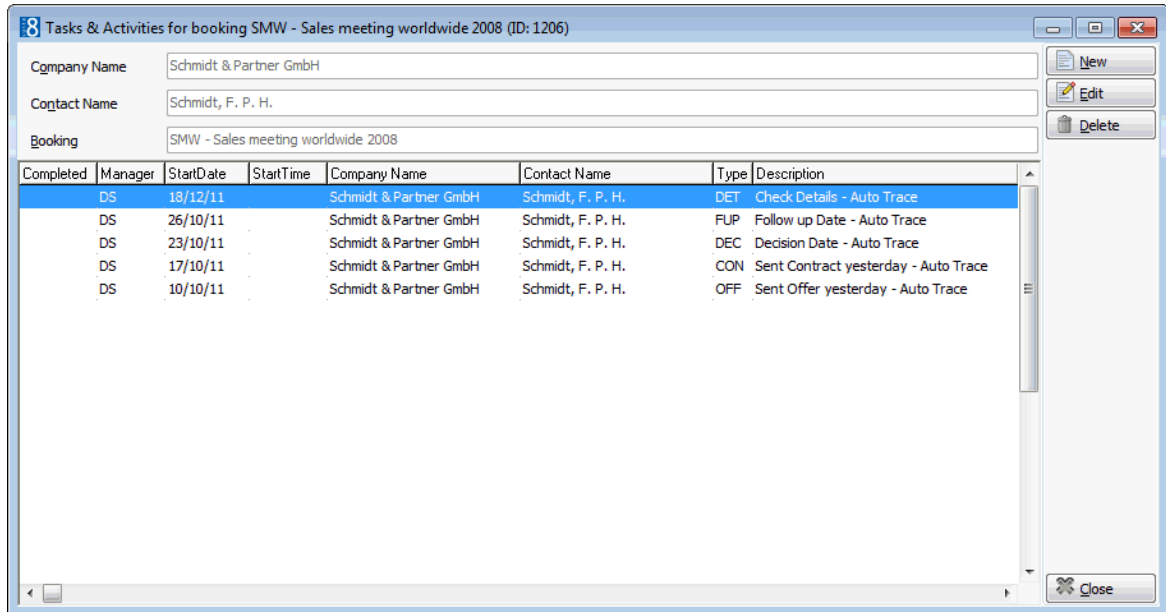 8 Tasks & Activities for booking SMW - Sales meeting worldwide 2008 (ID: 1206)
Company Name Schmidt & Partner GmbH New
Contact Name Schmidt, F. P. H. Edit
Booking SMW - Sales meeting worldwide 2008 Delete
Completed Manager StartDate StartTime Company Name Contact Name Type Description
DS 18/12/11 Schmidt & Partner GmbH Schmidt, F. P. H. DET Check Details - Auto Trace
DS 26/10/11 Schmidt & Partner GmbH Schmidt, F. P. H. FUP Follow up Date - Auto Trace
DS 23/10/11 Schmidt & Partner GmbH Schmidt, F. P. H. DEC Decision Date - Auto Trace
DS 17/10/11 Schmidt & Partner GmbH Schmidt, F. P. H. CON Sent Contract yesterday - Auto Trace
DS 10/10/11 Schmidt & Partner GmbH Schmidt, F. P. H. OFF Sent Offer yesterday - Auto Trace
Close